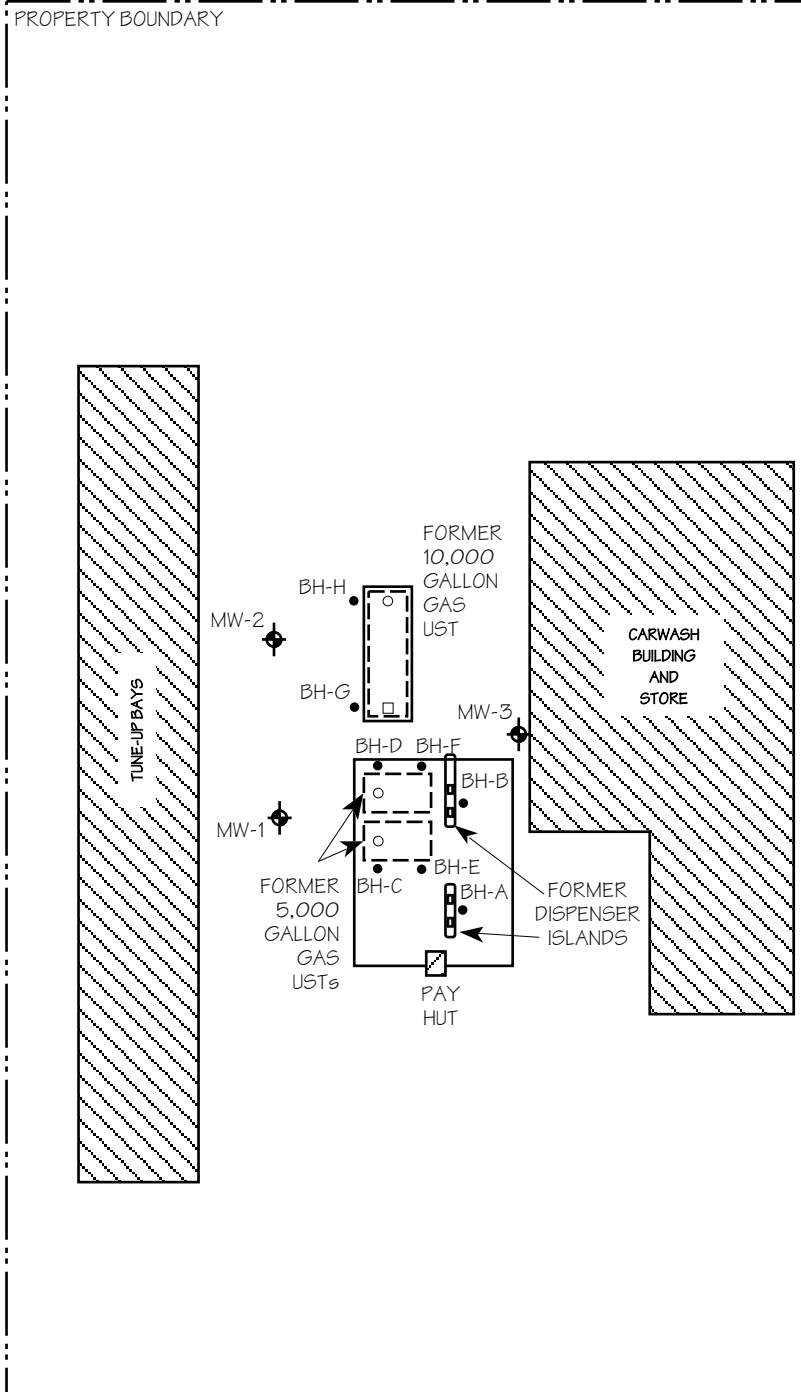 PROPERTY BOUNDARY
FORMER
10,000
GALLON
GAS
UST
BH-H
MW-2
CARWASH
BUILDING
AND
STORE
TUNE-UP BAYS
BH-G
MW-3
BH-D
BH-F
BH-B
MW-1
BH-E
BH-C
BH-A
FORMER
5,000
GALLON
GAS
USTs
FORMER
DISPENSER
ISLANDS
PAY
HUT